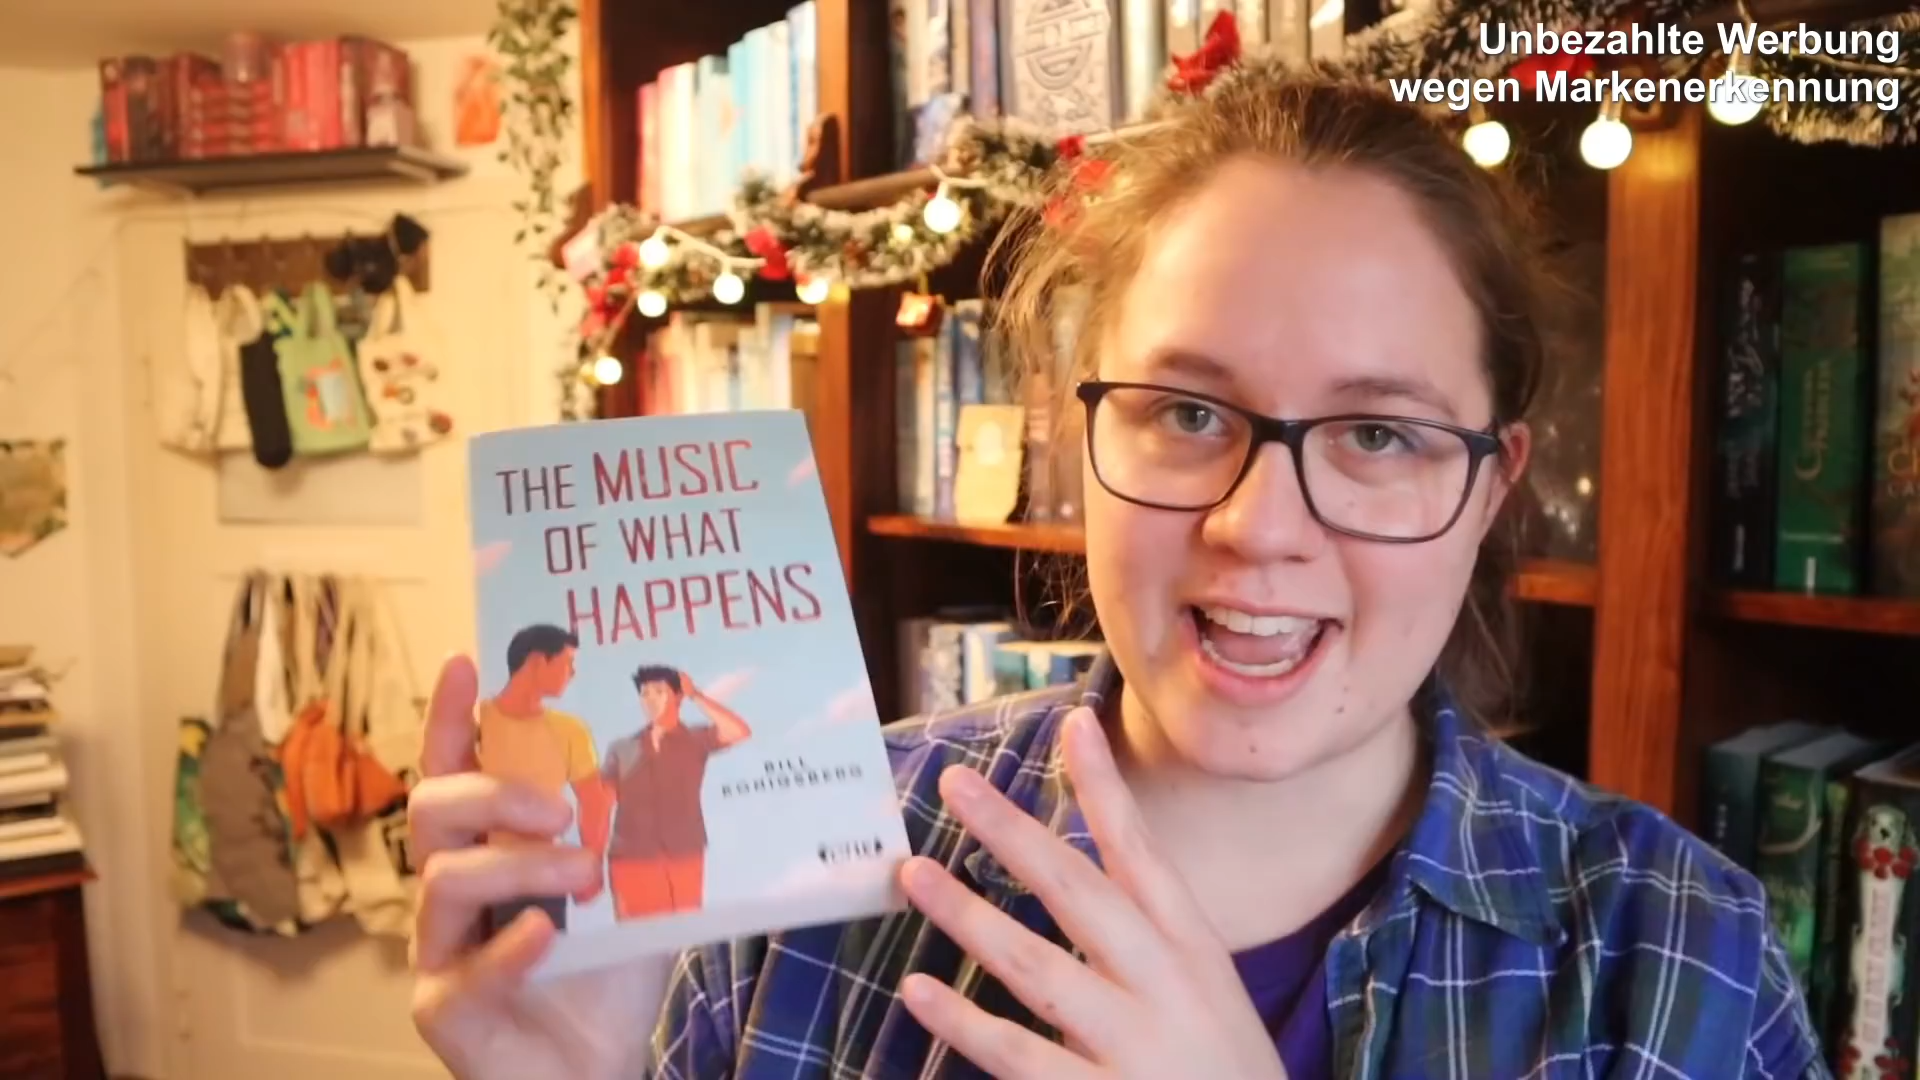 Unbezahlte Werbung
wegen Markenerkennung
THE MUSIC
OF WHAT
HAPPENS
BILL
KONIGSBERG